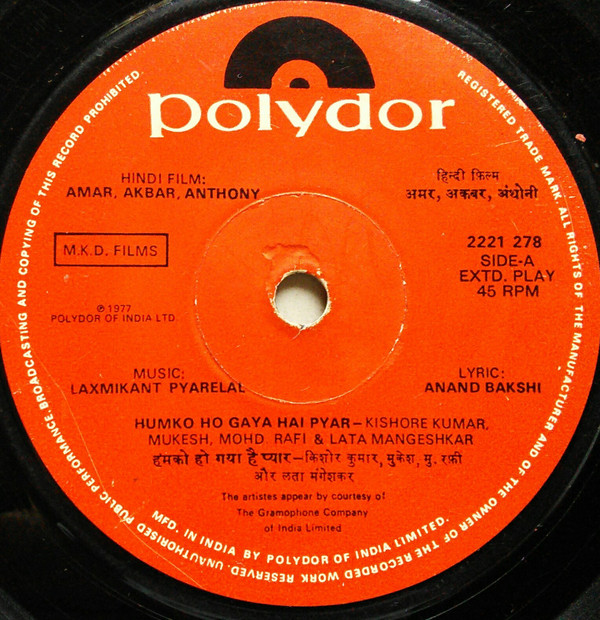 polydor
HINDI FILM:
AMAR, AKBAR, ANTHONY
हिन्दी फ़िल्म
अमर, अकबर, अंथोनी
M.K.D. FILMS
2221 278
SIDE-A
EXTD. PLAY
45 RPM
℗ 1977
POLYDOR OF INDIA LTD.
MUSIC:
LAXMIKANT PYARELAL
LYRIC:
ANAND BAKSHI
HUMKO HO GAYA HAI PYAR–KISHORE KUMAR,
MUKESH, MOHD RAFI & LATA MANGESHKAR
हमको हो गया है प्यार–किशोर कुमार, मुकेश, मु. रफ़ी
और लता मंगेशकर
The artistes appear by courtesy of
The Gramophone Company
of India Limited
MFD. IN INDIA BY POLYDOR OF INDIA LIMITED.
REGISTERED TRADE MARK. ALL RIGHTS OF THE MANUFACTURER AND OF THE OWNER OF THE RECORDED WORK RESERVED. UNAUTHORISED PUBLIC PERFORMANCE. BROADCASTING AND COPYING OF THIS RECORD PROHIBITED.